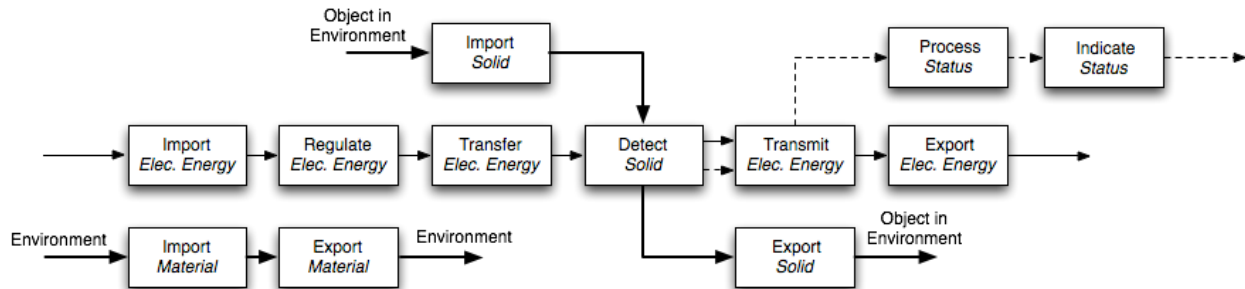 Object in
Environment
Import
Solid
Process
Status
Indicate
Status
Import
Elec. Energy
Regulate
Elec. Energy
Transfer
Elec. Energy
Detect
Solid
Transmit
Elec. Energy
Export
Elec. Energy
Environment
Import
Material
Export
Material
Environment
Export
Solid
Object in
Environment